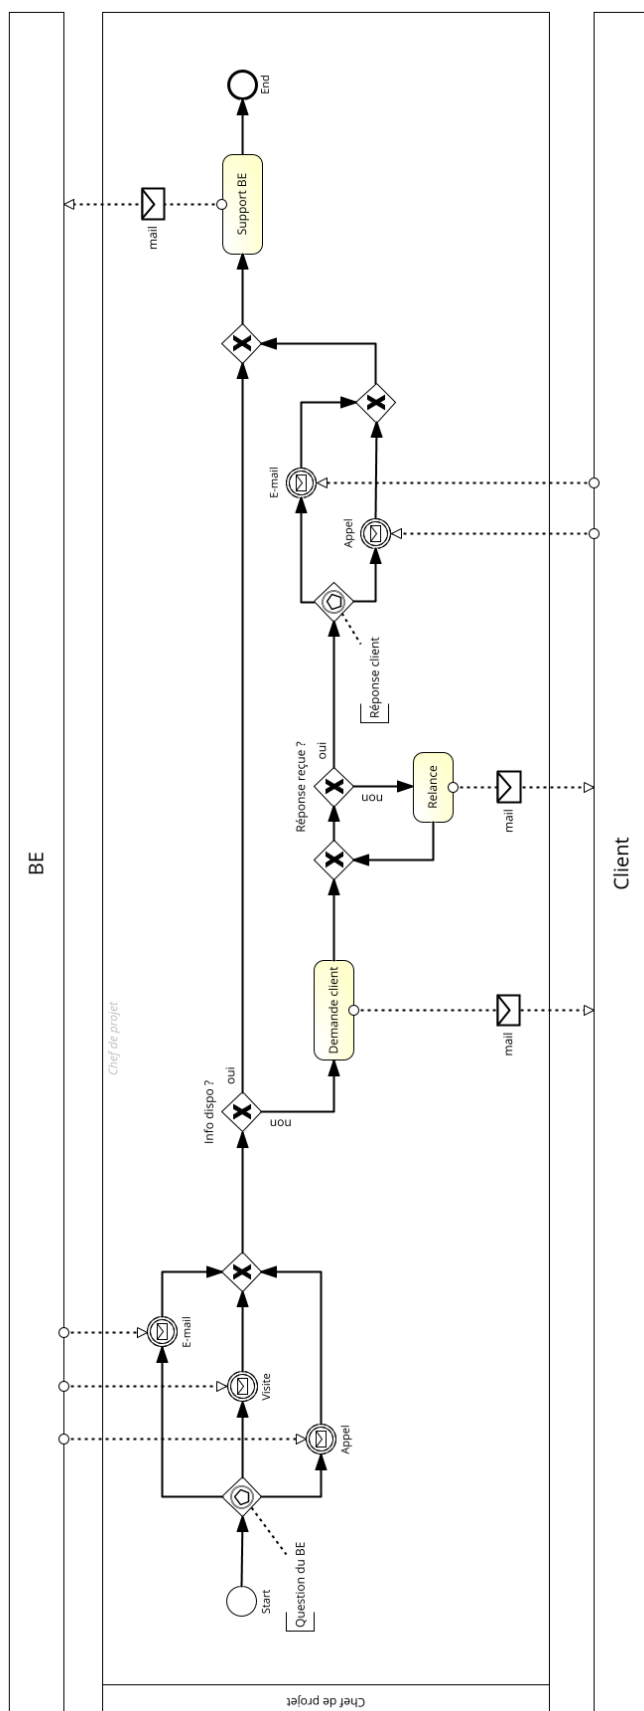 BE
Chef de projet
Chef de projet
Client
Start
Question du BE
E-mail
Visite
Appel
Info dispo ?
oui
non
Demande client
mail
Réponse reçue ?
oui
non
Relance
mail
Réponse client
E-mail
Appel
Support BE
mail
End